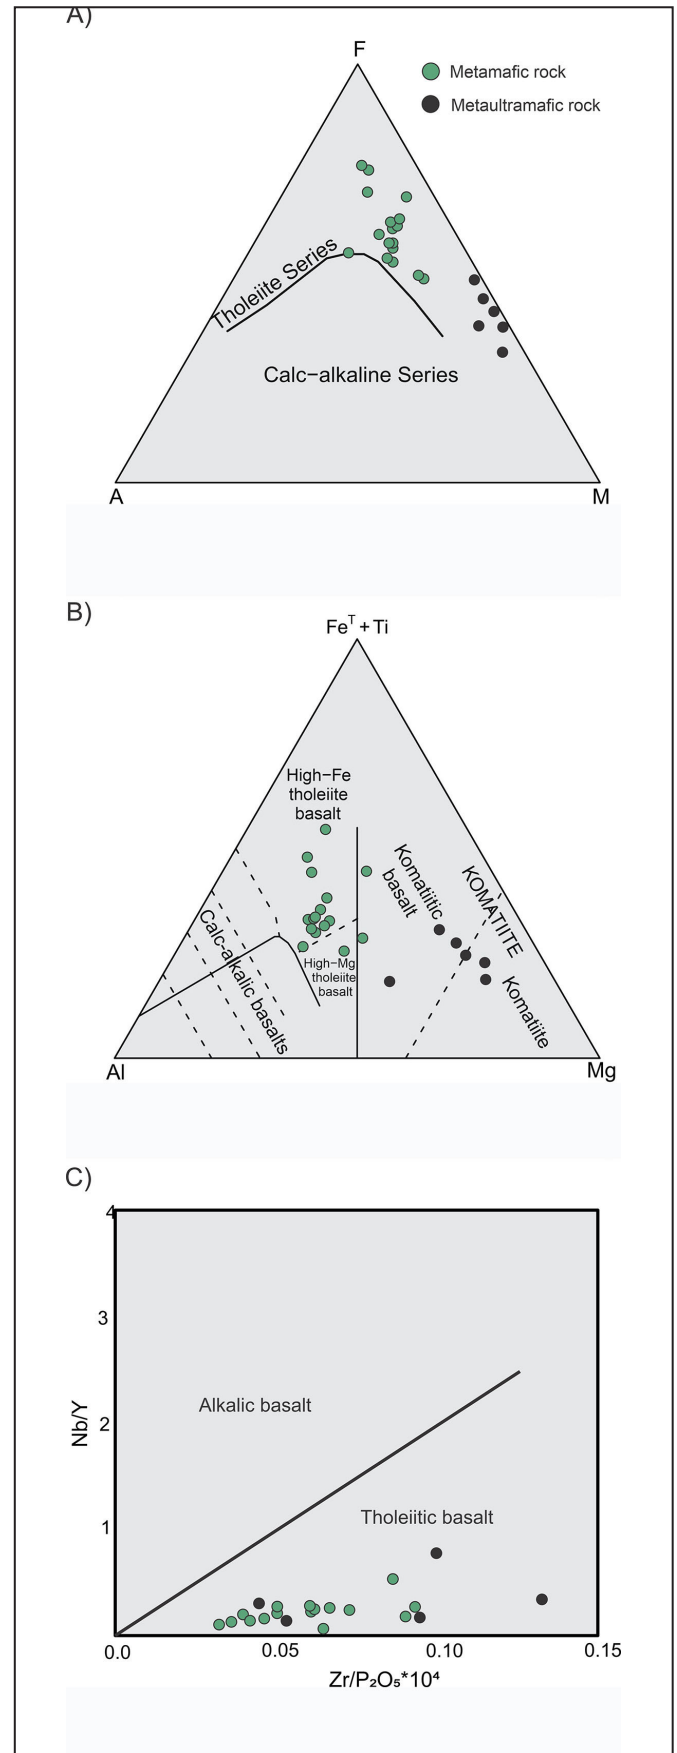 A)
F
Metamafic rock
Metaultramafic rock
Tholeiite Series
Calc−alkaline Series
A
M
B)
Feᵀ + Ti
High−Fe
tholeiite
basalt
Komatiitic
basalt
KOMATIITE
Calc-alkalic basalts
High−Mg
tholeiite
basalt
Komatiite
Al
Mg
C)
4
3
Alkalic basalt
2
Nb/Y
Tholeiitic basalt
1
0.0
0.05
0.10
0.15
Zr/P₂O₅*10⁴